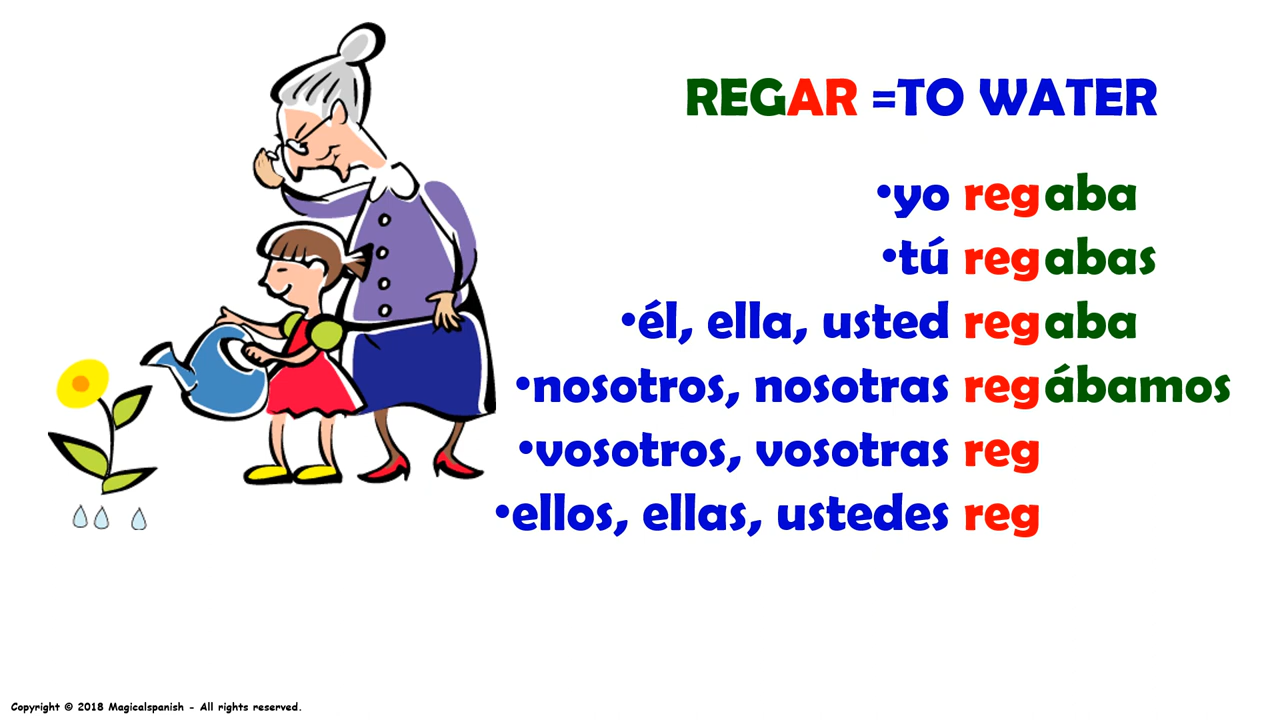 REGAR =TO WATER
•yo regaba
•tú regabas
•él, ella, usted regaba
•nosotros, nosotras regábamos
•vosotros, vosotras reg
•ellos, ellas, ustedes reg
Copyright © 2018 Magicalspanish - All rights reserved.